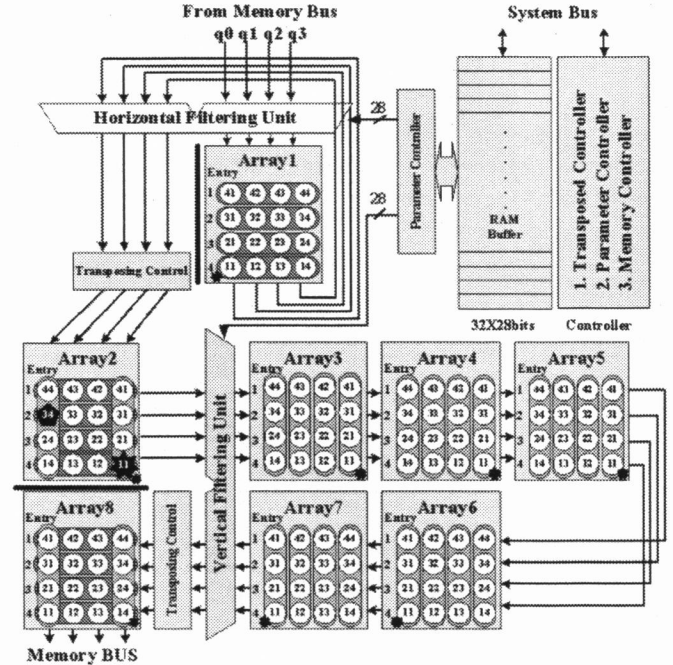 From Memory Bus
q0 q1 q2 q3
System Bus
Horizontal Filtering Unit
28
28
Parameter Controller
RAM
Buffer
32X28bits
1. Transposed Controller
2. Parameter Controller
3. Memory Controller
Controller
Array1
Entry
1 41 42 43 44
2 31 32 33 34
3 21 22 23 24
4 11 12 13 14
Transposing Control
Array2
Entry
1 44 43 42 41
2 34 33 32 31
3 24 23 22 21
4 14 13 12 11
Vertical Filtering Unit
Array3
Entry
1 44 43 42 41
2 34 33 32 31
3 24 23 22 21
4 14 13 12 11
Array4
Entry
1 44 43 42 41
2 34 33 32 31
3 24 23 22 21
4 14 13 12 11
Array5
Entry
1 44 43 42 41
2 34 33 32 31
3 24 23 22 21
4 14 13 12 11
Array8
Entry
1 41 42 43 44
2 31 32 33 34
3 21 22 23 24
4 11 12 13 14
Transposing Control
Array7
Entry
1 41 42 43 44
2 31 32 33 34
3 21 22 23 24
4 11 12 13 14
Array6
Entry
1 41 42 43 44
2 31 32 33 34
3 21 22 23 24
4 11 12 13 14
Memory BUS